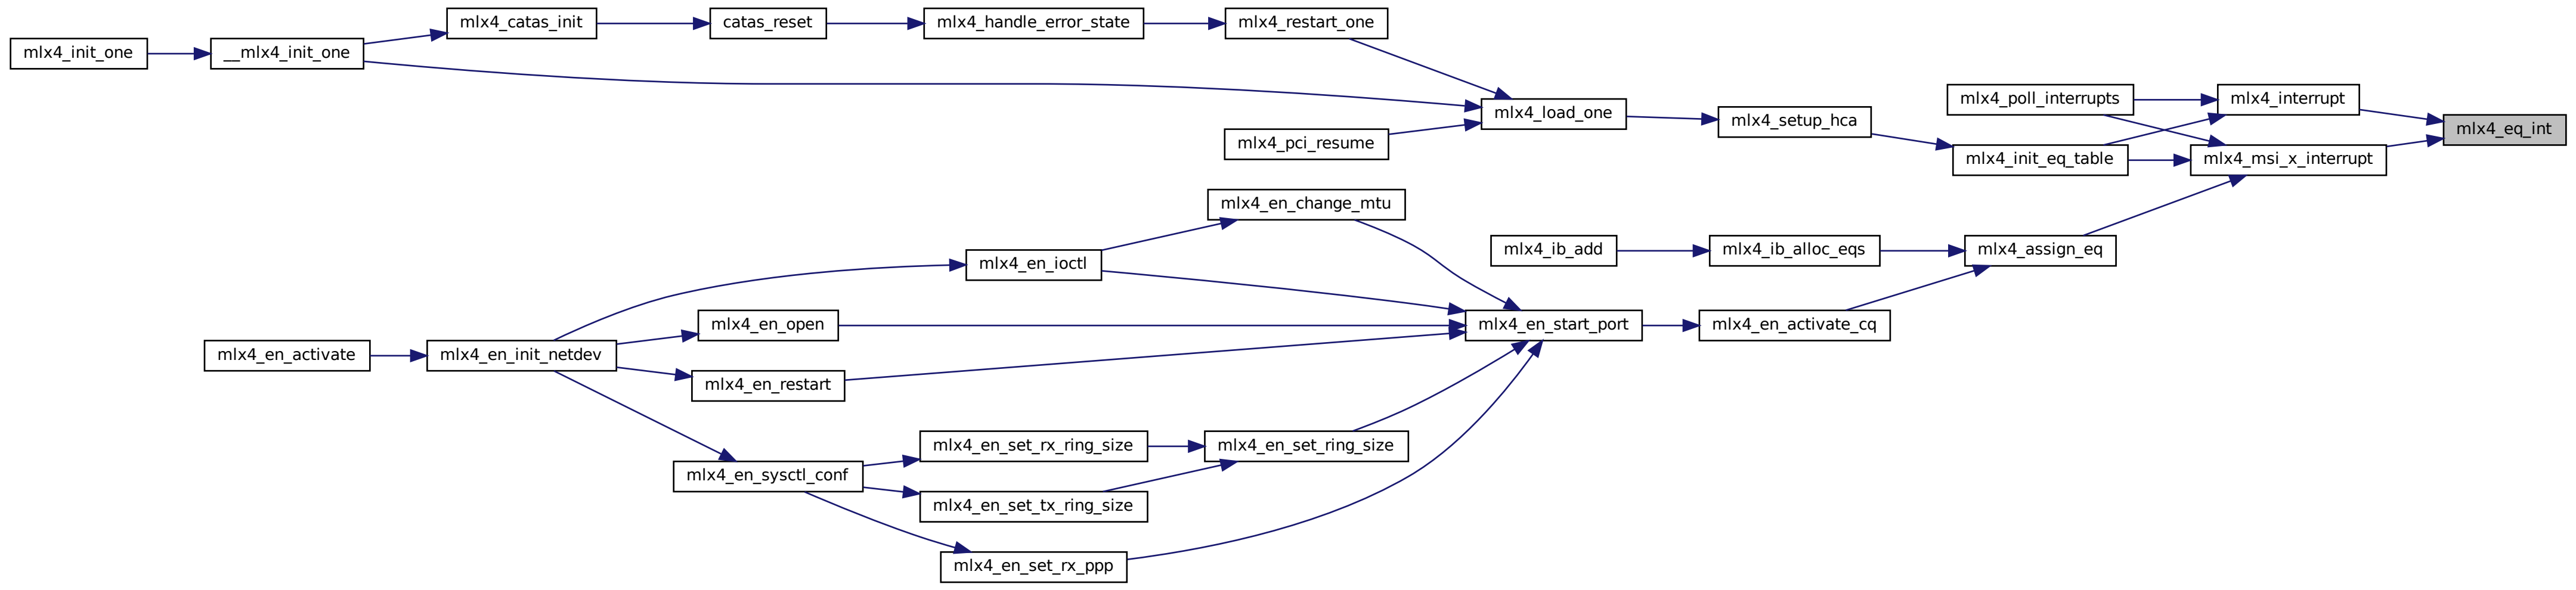 mlx4_catas_init
catas_reset
mlx4_handle_error_state
mlx4_restart_one
mlx4_init_one
__mlx4_init_one
mlx4_poll_interrupts
mlx4_interrupt
mlx4_load_one
mlx4_setup_hca
mlx4_eq_int
mlx4_pci_resume
mlx4_init_eq_table
mlx4_msi_x_interrupt
mlx4_en_change_mtu
mlx4_en_ioctl
mlx4_ib_add
mlx4_ib_alloc_eqs
mlx4_assign_eq
mlx4_en_open
mlx4_en_start_port
mlx4_en_activate_cq
mlx4_en_activate
mlx4_en_init_netdev
mlx4_en_restart
mlx4_en_set_rx_ring_size
mlx4_en_set_ring_size
mlx4_en_sysctl_conf
mlx4_en_set_tx_ring_size
mlx4_en_set_rx_ppp